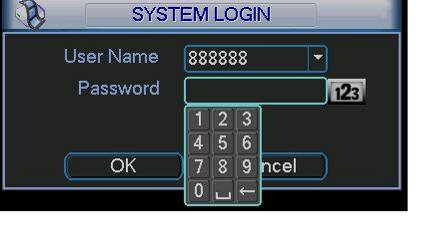 SYSTEM LOGIN
User Name 888888
Password 123
1 2 3
4 5 6
7 8 9
0
OK ncel